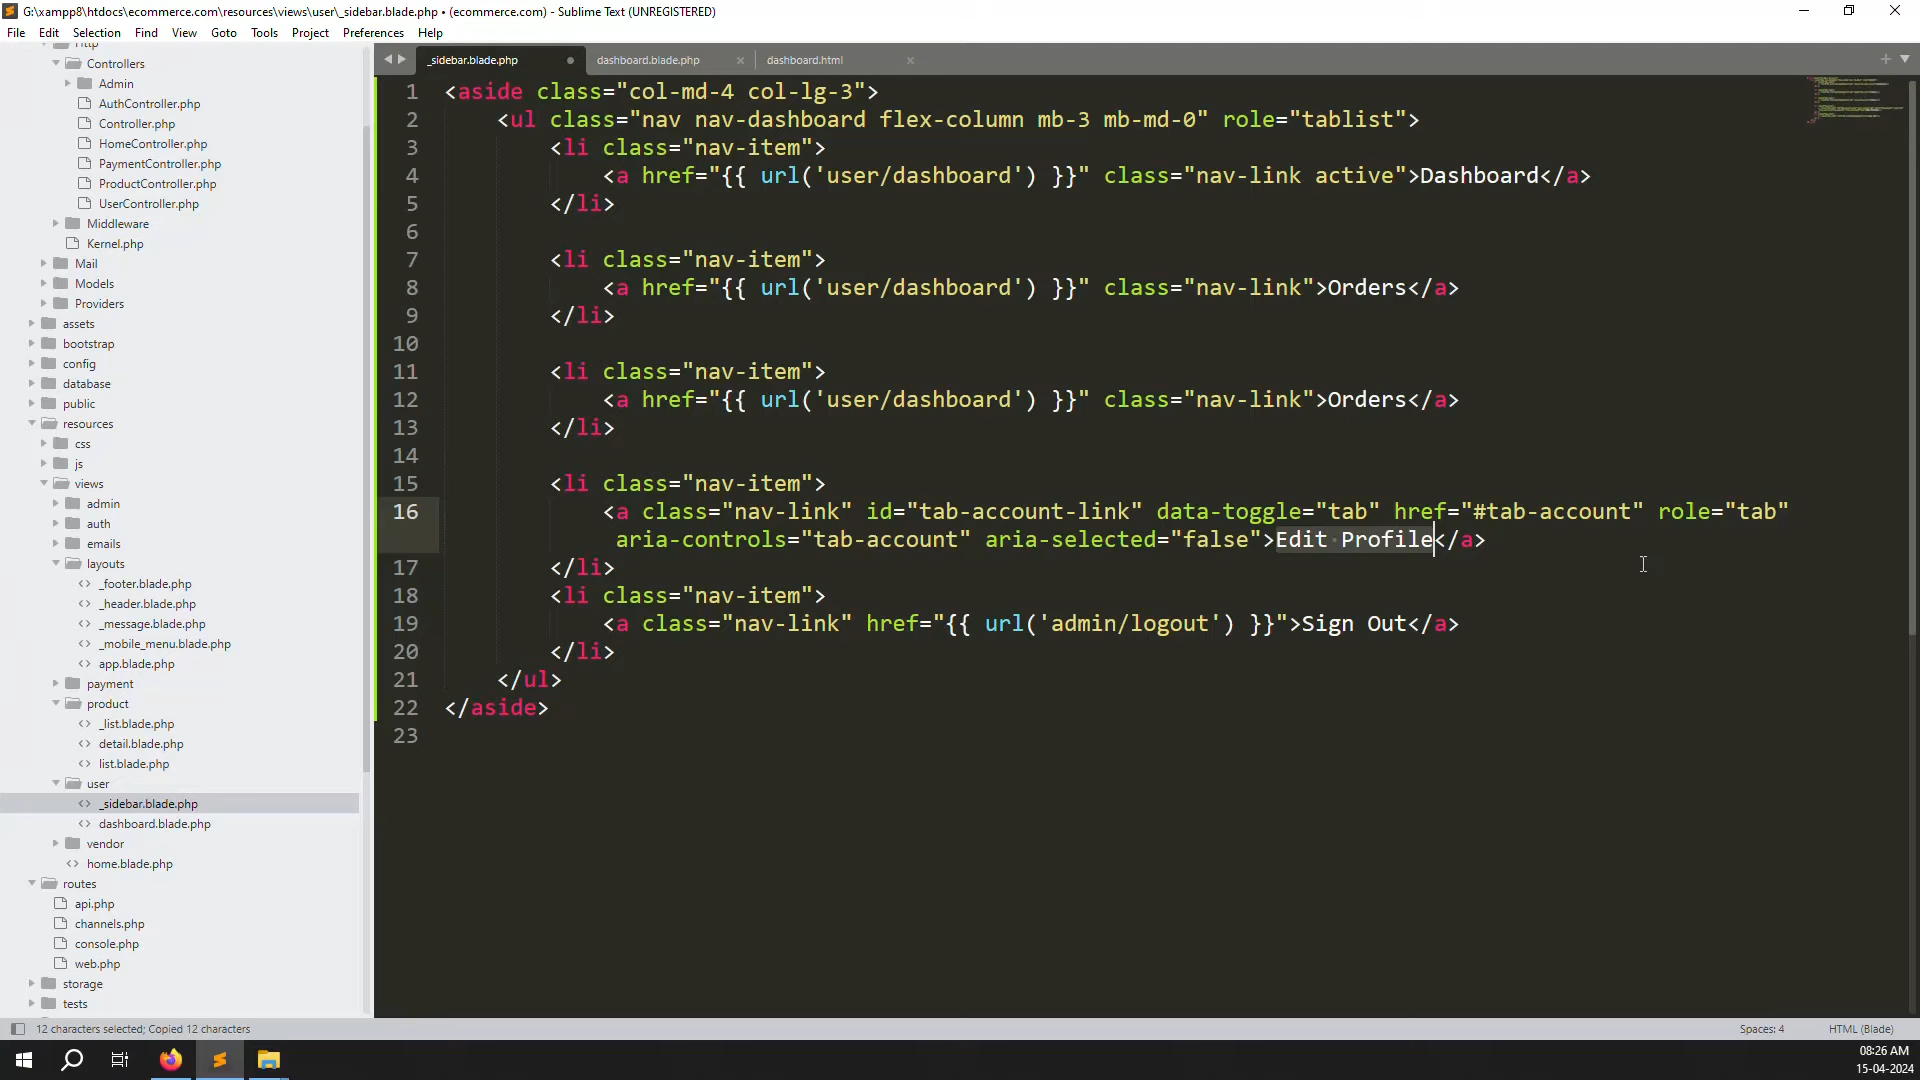 G:\xampp8\htdocs\ecommerce.com\resources\views\user\_sidebar.blade.php • (ecommerce.com) - Sublime Text (UNREGISTERED)
File Edit Selection Find View Goto Tools Project Preferences Help
Http
Controllers
Admin
AuthController.php
Controller.php
HomeController.php
PaymentController.php
ProductController.php
UserController.php
Middleware
Kernel.php
Mail
Models
Providers
assets
bootstrap
config
database
public
resources
css
js
views
admin
auth
emails
layouts
_footer.blade.php
_header.blade.php
_message.blade.php
_mobile_menu.blade.php
app.blade.php
payment
product
_list.blade.php
detail.blade.php
list.blade.php
user
_sidebar.blade.php
dashboard.blade.php
vendor
home.blade.php
routes
api.php
channels.php
console.php
web.php
storage
tests
_sidebar.blade.php dashboard.blade.php dashboard.html
1 <aside class="col-md-4 col-lg-3">
2 <ul class="nav nav-dashboard flex-column mb-3 mb-md-0" role="tablist">
3 <li class="nav-item">
4 <a href="{{ url('user/dashboard') }}" class="nav-link active">Dashboard</a>
5 </li>
6
7 <li class="nav-item">
8 <a href="{{ url('user/dashboard') }}" class="nav-link">Orders</a>
9 </li>
10
11 <li class="nav-item">
12 <a href="{{ url('user/dashboard') }}" class="nav-link">Orders</a>
13 </li>
14
15 <li class="nav-item">
16 <a class="nav-link" id="tab-account-link" data-toggle="tab" href="#tab-account" role="tab"
aria-controls="tab-account" aria-selected="false">Edit Profile</a>
17 </li>
18 <li class="nav-item">
19 <a class="nav-link" href="{{ url('admin/logout') }}">Sign Out</a>
20 </li>
21 </ul>
22 </aside>
23
12 characters selected; Copied 12 characters
Spaces: 4 HTML (Blade)
08:26 AM
15-04-2024